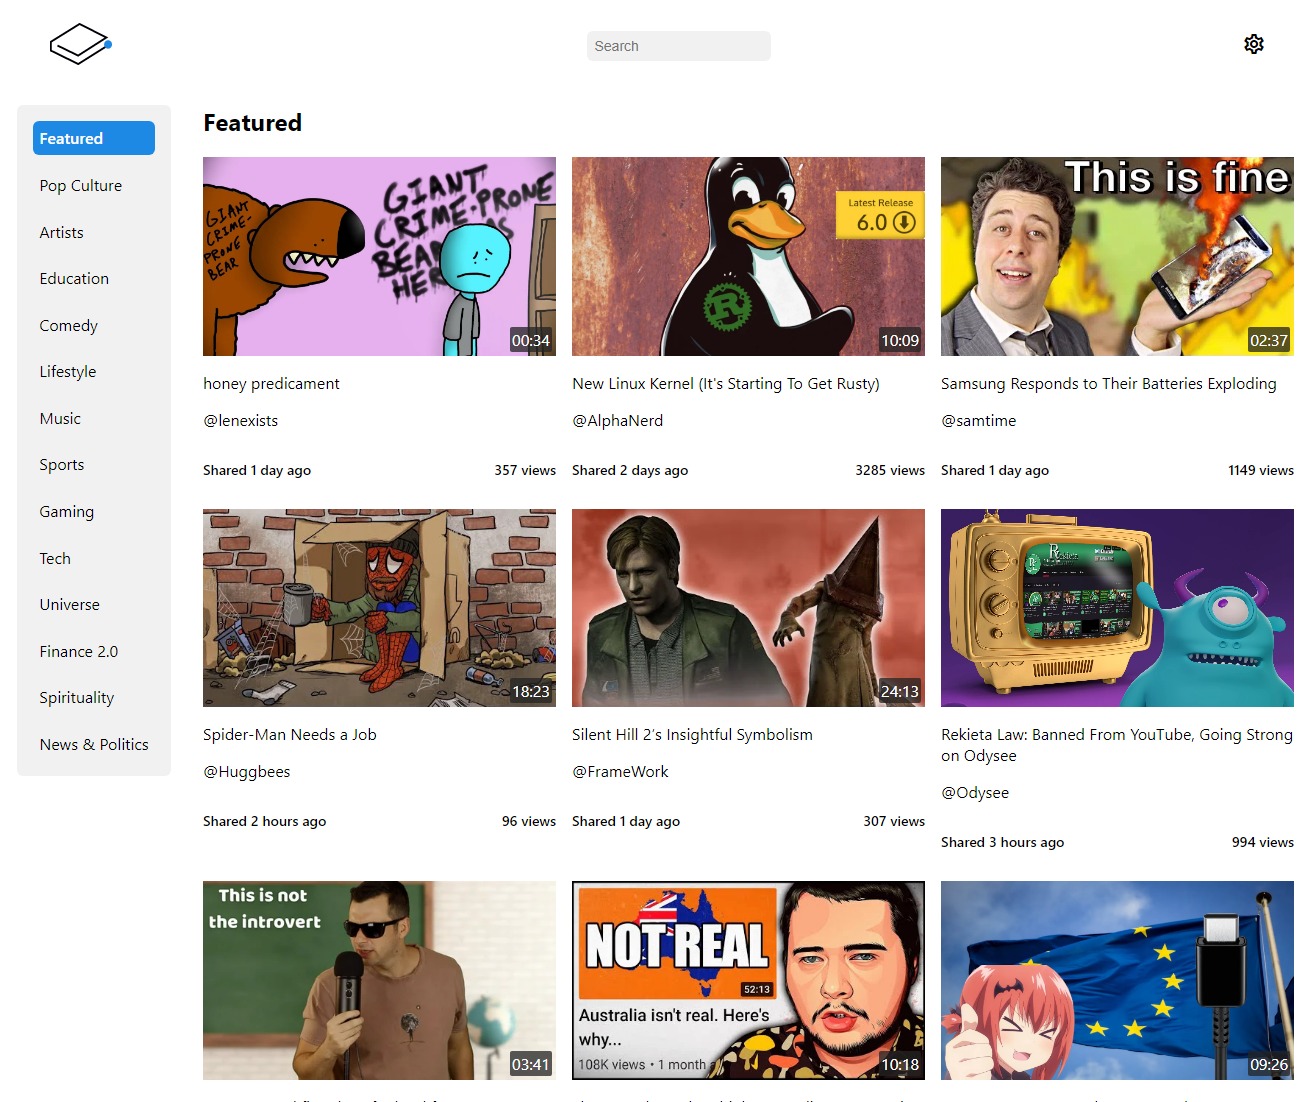 Search
Featured
Pop Culture
Artists
Education
Comedy
Lifestyle
Music
Sports
Gaming
Tech
Universe
Finance 2.0
Spirituality
News & Politics
Featured
GIANT
CRIME-
PRONE
BEAR
GIANT
CRIME-PRONE
BEAR
HERE
00:34
honey predicament
@lenexists
Shared 1 day ago
357 views
Latest Release
6.0
R
10:09
New Linux Kernel (It's Starting To Get Rusty)
@AlphaNerd
Shared 2 days ago
3285 views
This is fine
02:37
Samsung Responds to Their Batteries Exploding
@samtime
Shared 1 day ago
1149 views
18:23
Spider-Man Needs a Job
@Huggbees
Shared 2 hours ago
96 views
24:13
Silent Hill 2's Insightful Symbolism
@FrameWork
Shared 1 day ago
307 views
Rekieta Law: Banned From YouTube, Going Strong
on Odysee
@Odysee
Shared 3 hours ago
994 views
This is not
the introvert
03:41
NOT REAL
52:13
Australia isn't real. Here's
why...
108K views • 1 month
10:18
09:26